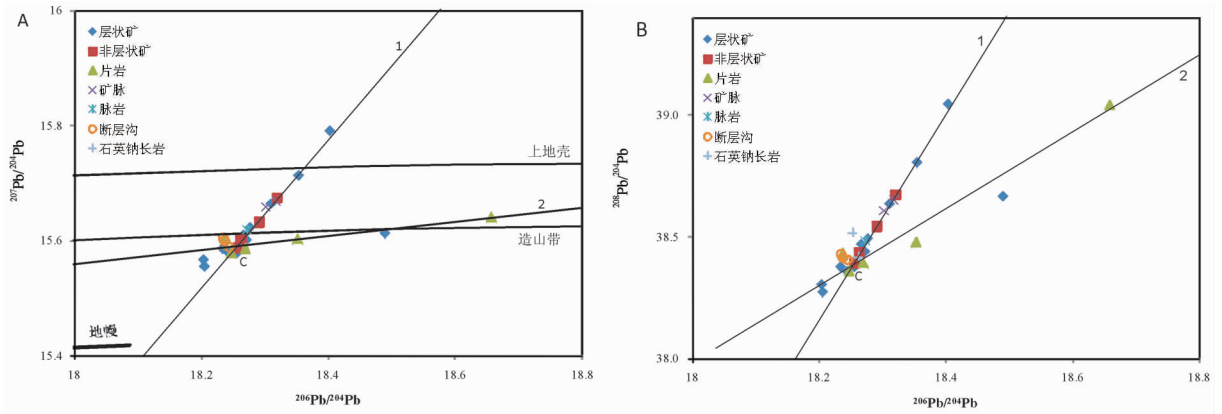 A
16
15.8
15.6
15.4
²⁰⁷Pb/²⁰⁴Pb
层状矿
非层状矿
片岩
矿脉
脉岩
断层沟
石英钠长岩
1
上地壳
2
造山带
C
地幔
18
18.2
18.4
18.6
18.8
²⁰⁶Pb/²⁰⁴Pb
B
39.0
38.5
38.0
²⁰⁸Pb/²⁰⁴Pb
层状矿
非层状矿
片岩
矿脉
脉岩
断层沟
石英钠长岩
1
2
C
18
18.2
18.4
18.6
18.8
²⁰⁶Pb/²⁰⁴Pb